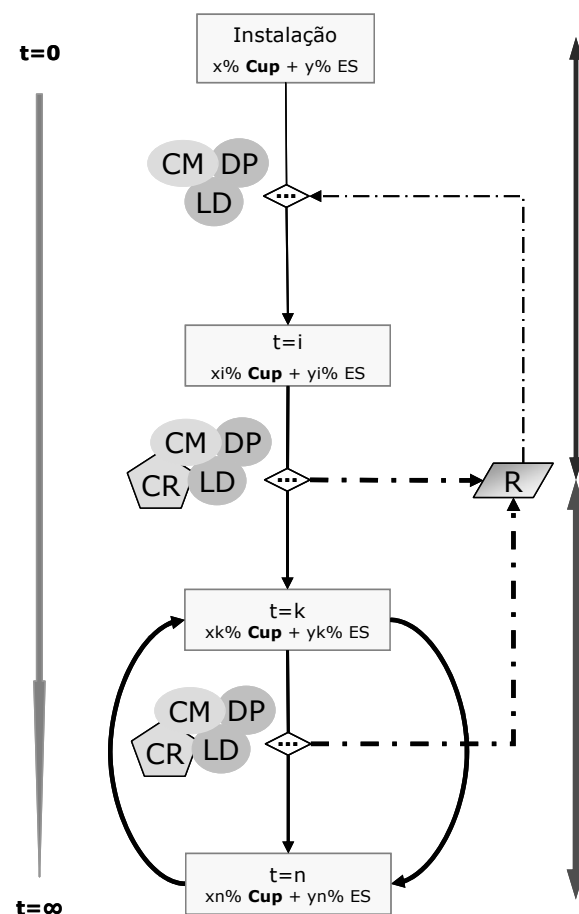 Instalação
x% Cup + y% ES
t=0
CM DP
LD
...
t=i
xi% Cup + yi% ES
CM DP
CR LD
...
R
t=k
xk% Cup + yk% ES
CM DP
CR LD
...
t=n
xn% Cup + yn% ES
t=∞